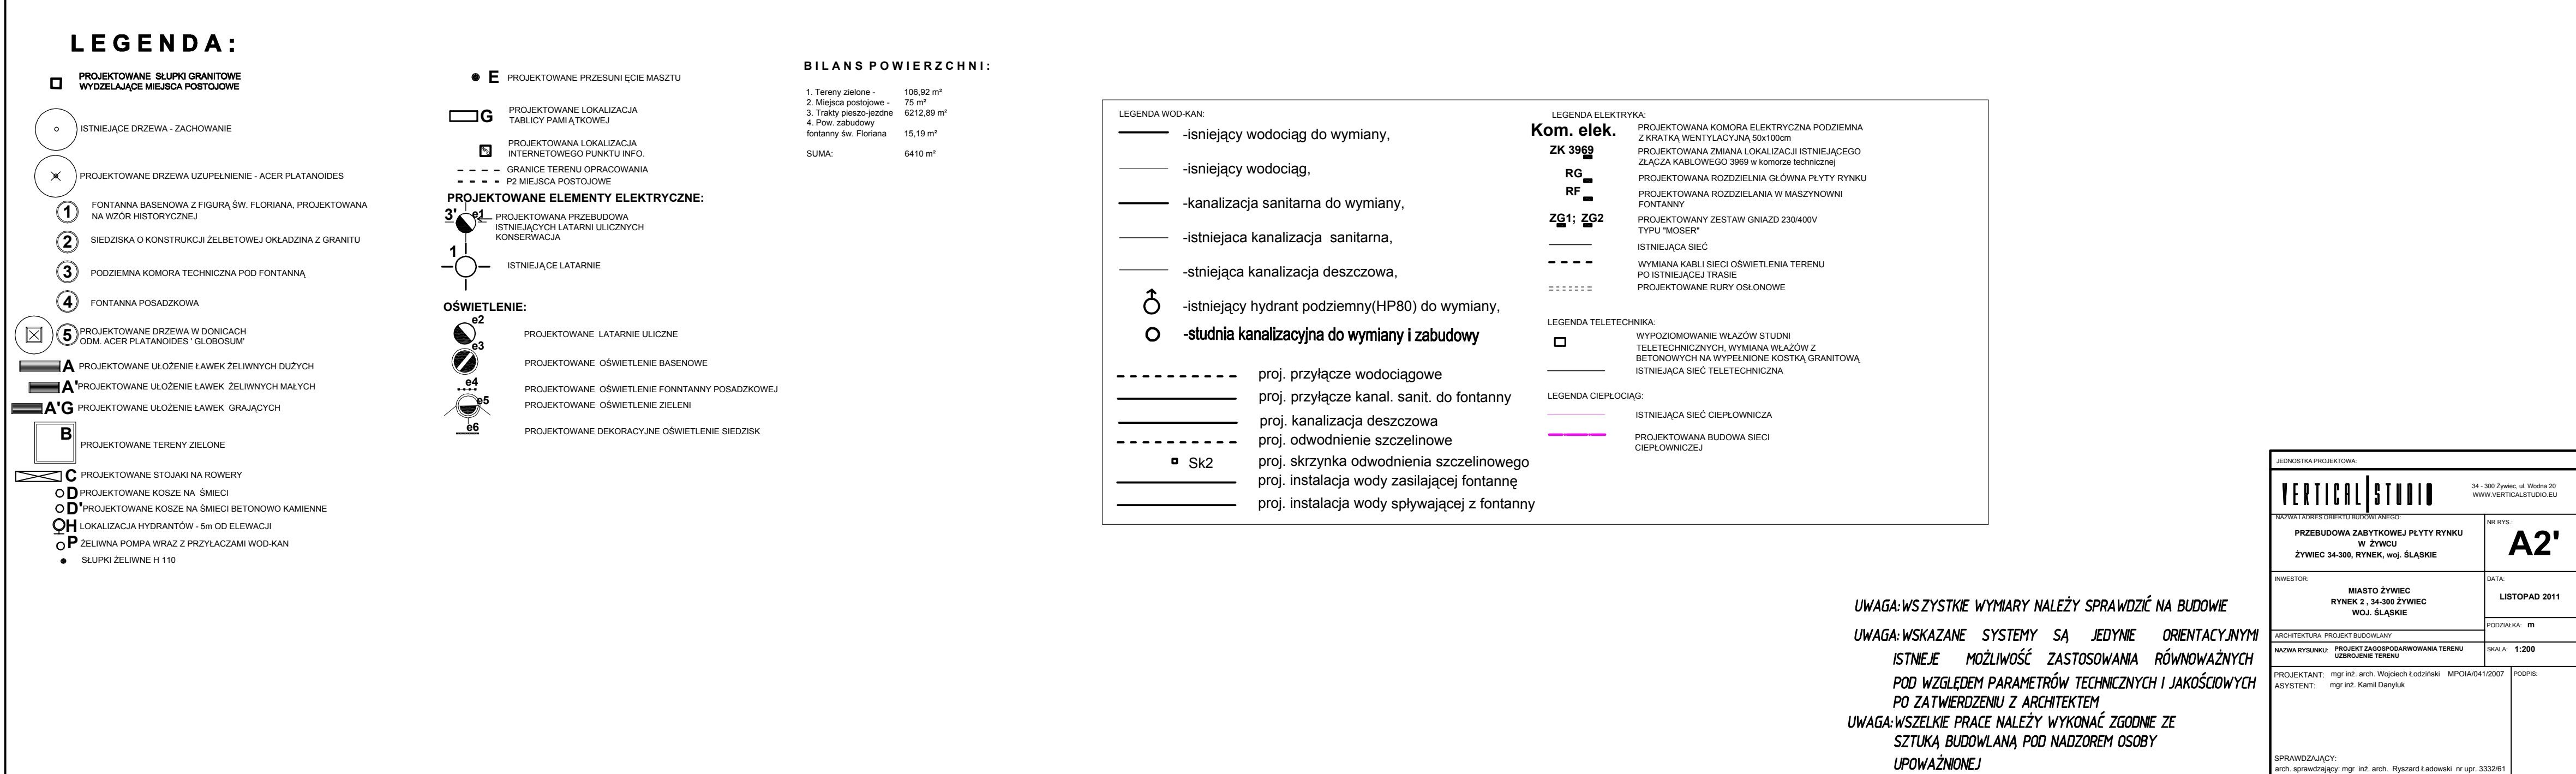 LEGENDA:
PROJEKTOWANE SŁUPKI GRANITOWE
WYDZELAJĄCE MIEJSCA POSTOJOWE
ISTNIEJĄCE DRZEWA - ZACHOWANIE
PROJEKTOWANE DRZEWA UZUPEŁNIENIE - ACER PLATANOIDES
1 FONTANNA BASENOWA Z FIGURĄ ŚW. FLORIANA, PROJEKTOWANA
NA WZÓR HISTORYCZNEJ
2 SIEDZISKA O KONSTRUKCJI ŻELBETOWEJ OKŁADZINA Z GRANITU
3 PODZIEMNA KOMORA TECHNICZNA POD FONTANNĄ
4 FONTANNA POSADZKOWA
5 PROJEKTOWANE DRZEWA W DONICACH
ODM. ACER PLATANOIDES ' GLOBOSUM'
A PROJEKTOWANE UŁOŻENIE ŁAWEK ŻELIWNYCH DUŻYCH
A' PROJEKTOWANE UŁOŻENIE ŁAWEK ŻELIWNYCH MAŁYCH
A'G PROJEKTOWANE UŁOŻENIE ŁAWEK GRAJĄCYCH
B PROJEKTOWANE TERENY ZIELONE
C PROJEKTOWANE STOJAKI NA ROWERY
D PROJEKTOWANE KOSZE NA ŚMIECI
D' PROJEKTOWANE KOSZE NA ŚMIECI BETONOWO KAMIENNE
H LOKALIZACJA HYDRANTÓW - 5m OD ELEWACJI
P ŻELIWNA POMPA WRAZ Z PRZYŁACZAMI WOD-KAN
SŁUPKI ŻELIWNE H 110
E PROJEKTOWANE PRZESUNIĘCIE MASZTU
G PROJEKTOWANE LOKALIZACJA
TABLICY PAMIĄTKOWEJ
PROJEKTOWANA LOKALIZACJA
INTERNETOWEGO PUNKTU INFO.
GRANICE TERENU OPRACOWANIA
P2 MIEJSCA POSTOJOWE
PROJEKTOWANE ELEMENTY ELEKTRYCZNE:
3' e1 PROJEKTOWANA PRZEBUDOWA
ISTNIEJĄCYCH LATARNI ULICZNYCH
KONSERWACJA
1 ISTNIEJĄCE LATARNIE
OŚWIETLENIE:
e2 PROJEKTOWANE LATARNIE ULICZNE
e3 PROJEKTOWANE OŚWIETLENIE BASENOWE
e4 PROJEKTOWANE OŚWIETLENIE FONNTANNY POSADZKOWEJ
e5 PROJEKTOWANE OŚWIETLENIE ZIELENI
e6 PROJEKTOWANE DEKORACYJNE OŚWIETLENIE SIEDZISK
BILANS POWIERZCHNI:
1. Tereny zielone - 106,92 m²
2. Miejsca postojowe - 75 m²
3. Trakty pieszo-jezdne 6212,89 m²
4. Pow. zabudowy
fontanny św. Floriana 15,19 m²
SUMA: 6410 m²
LEGENDA WOD-KAN:
-isniejący wodociąg do wymiany,
-isniejący wodociąg,
-kanalizacja sanitarna do wymiany,
-istniejaca kanalizacja sanitarna,
-stniejąca kanalizacja deszczowa,
-istniejący hydrant podziemny(HP80) do wymiany,
-studnia kanalizacyjna do wymiany i zabudowy
proj. przyłącze wodociągowe
proj. przyłącze kanal. sanit. do fontanny
proj. kanalizacja deszczowa
proj. odwodnienie szczelinowe
Sk2 proj. skrzynka odwodnienia szczelinowego
proj. instalacja wody zasilającej fontannę
proj. instalacja wody spływającej z fontanny
LEGENDA ELEKTRYKA:
Kom. elek. PROJEKTOWANA KOMORA ELEKTRYCZNA PODZIEMNA
Z KRATKĄ WENTYLACYJNĄ 50x100cm
ZK 3969 PROJEKTOWANA ZMIANA LOKALIZACJI ISTNIEJĄCEGO
ZŁĄCZA KABLOWEGO 3969 w komorze technicznej
RG PROJEKTOWANA ROZDZIELNIA GŁÓWNA PŁYTY RYNKU
RF PROJEKTOWANA ROZDZIELANIA W MASZYNOWNI
FONTANNY
ZG1; ZG2 PROJEKTOWANY ZESTAW GNIAZD 230/400V
TYPU "MOSER"
ISTNIEJĄCA SIEĆ
WYMIANA KABLI SIECI OŚWIETLENIA TERENU
PO ISTNIEJĄCEJ TRASIE
PROJEKTOWANE RURY OSŁONOWE
LEGENDA TELETECHNIKA:
WYPOZIOMOWANIE WŁAZÓW STUDNI
TELETECHNICZNYCH, WYMIANA WŁAŻÓW Z
BETONOWYCH NA WYPEŁNIONE KOSTKĄ GRANITOWĄ
ISTNIEJĄCA SIEĆ TELETECHNICZNA
LEGENDA CIEPŁOCIĄG:
ISTNIEJĄCA SIEĆ CIEPŁOWNICZA
PROJEKTOWANA BUDOWA SIECI
CIEPŁOWNICZEJ
UWAGA: WSZYSTKIE WYMIARY NALEŻY SPRAWDZIĆ NA BUDOWIE
UWAGA: WSKAZANE SYSTEMY SĄ JEDYNIE ORIENTACYJNYMI
ISTNIEJE MOŻLIWOŚĆ ZASTOSOWANIA RÓWNOWAŻNYCH
POD WZGLĘDEM PARAMETRÓW TECHNICZNYCH I JAKOŚCIOWYCH
PO ZATWIERDZENIU Z ARCHITEKTEM
UWAGA: WSZELKIE PRACE NALEŻY WYKONAĆ ZGODNIE ZE
SZTUKĄ BUDOWLANĄ POD NADZOREM OSOBY
UPOWAŻNIONEJ
JEDNOSTKA PROJEKTOWA:
VERTICAL STUDIO
34 - 300 Żywiec, ul. Wodna 20
WWW.VERTICALSTUDIO.EU
NAZWA I ADRES OBIEKTU BUDOWLANEGO:
PRZEBUDOWA ZABYTKOWEJ PŁYTY RYNKU
W ŻYWCU
ŻYWIEC 34-300, RYNEK, woj. ŚLĄSKIE
NR RYS.:
A2'
INWESTOR:
MIASTO ŻYWIEC
RYNEK 2 , 34-300 ŻYWIEC
WOJ. ŚLĄSKIE
DATA:
LISTOPAD 2011
PODZIAŁKA: m
ARCHITEKTURA PROJEKT BUDOWLANY
NAZWA RYSUNKU: PROJEKT ZAGOSPODARWOWANIA TERENU
UZBROJENIE TERENU
SKALA: 1:200
PROJEKTANT: mgr inż. arch. Wojciech Łodziński MPOIA/041/2007
ASYSTENT: mgr inż. Kamil Danyluk
PODPIS:
SPRAWDZAJĄCY:
arch. sprawdzający: mgr inż. arch. Ryszard Ładowski nr upr. 3332/61